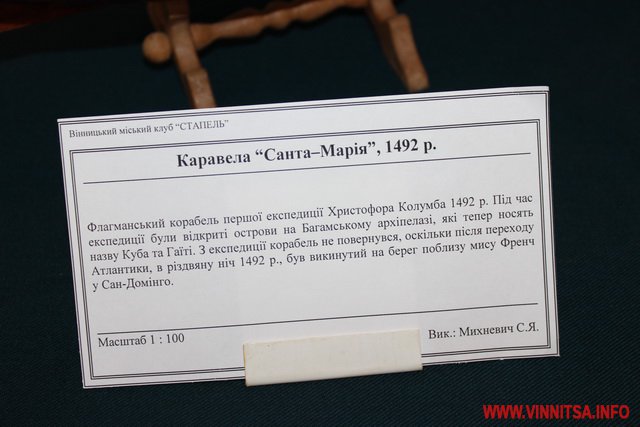 Вінницький міський клуб “СТАПЕЛЬ”
Каравела “Санта–Марія”, 1492 р.
Флагманський корабель першої експедиції Христофора Колумба 1492 р. Під час
експедиції були відкриті острови на Багамському архіпелазі, які тепер носять
назву Куба та Гаїті. З експедиції корабель не повернувся, оскільки після переходу
Атлантики, в різдвяну ніч 1492 р., був викинутий на берег поблизу мису Френч
у Сан-Домінго.
Масштаб 1 : 100
Вик.: Михневич С.Я.
WWW.VINNITSA.INFO